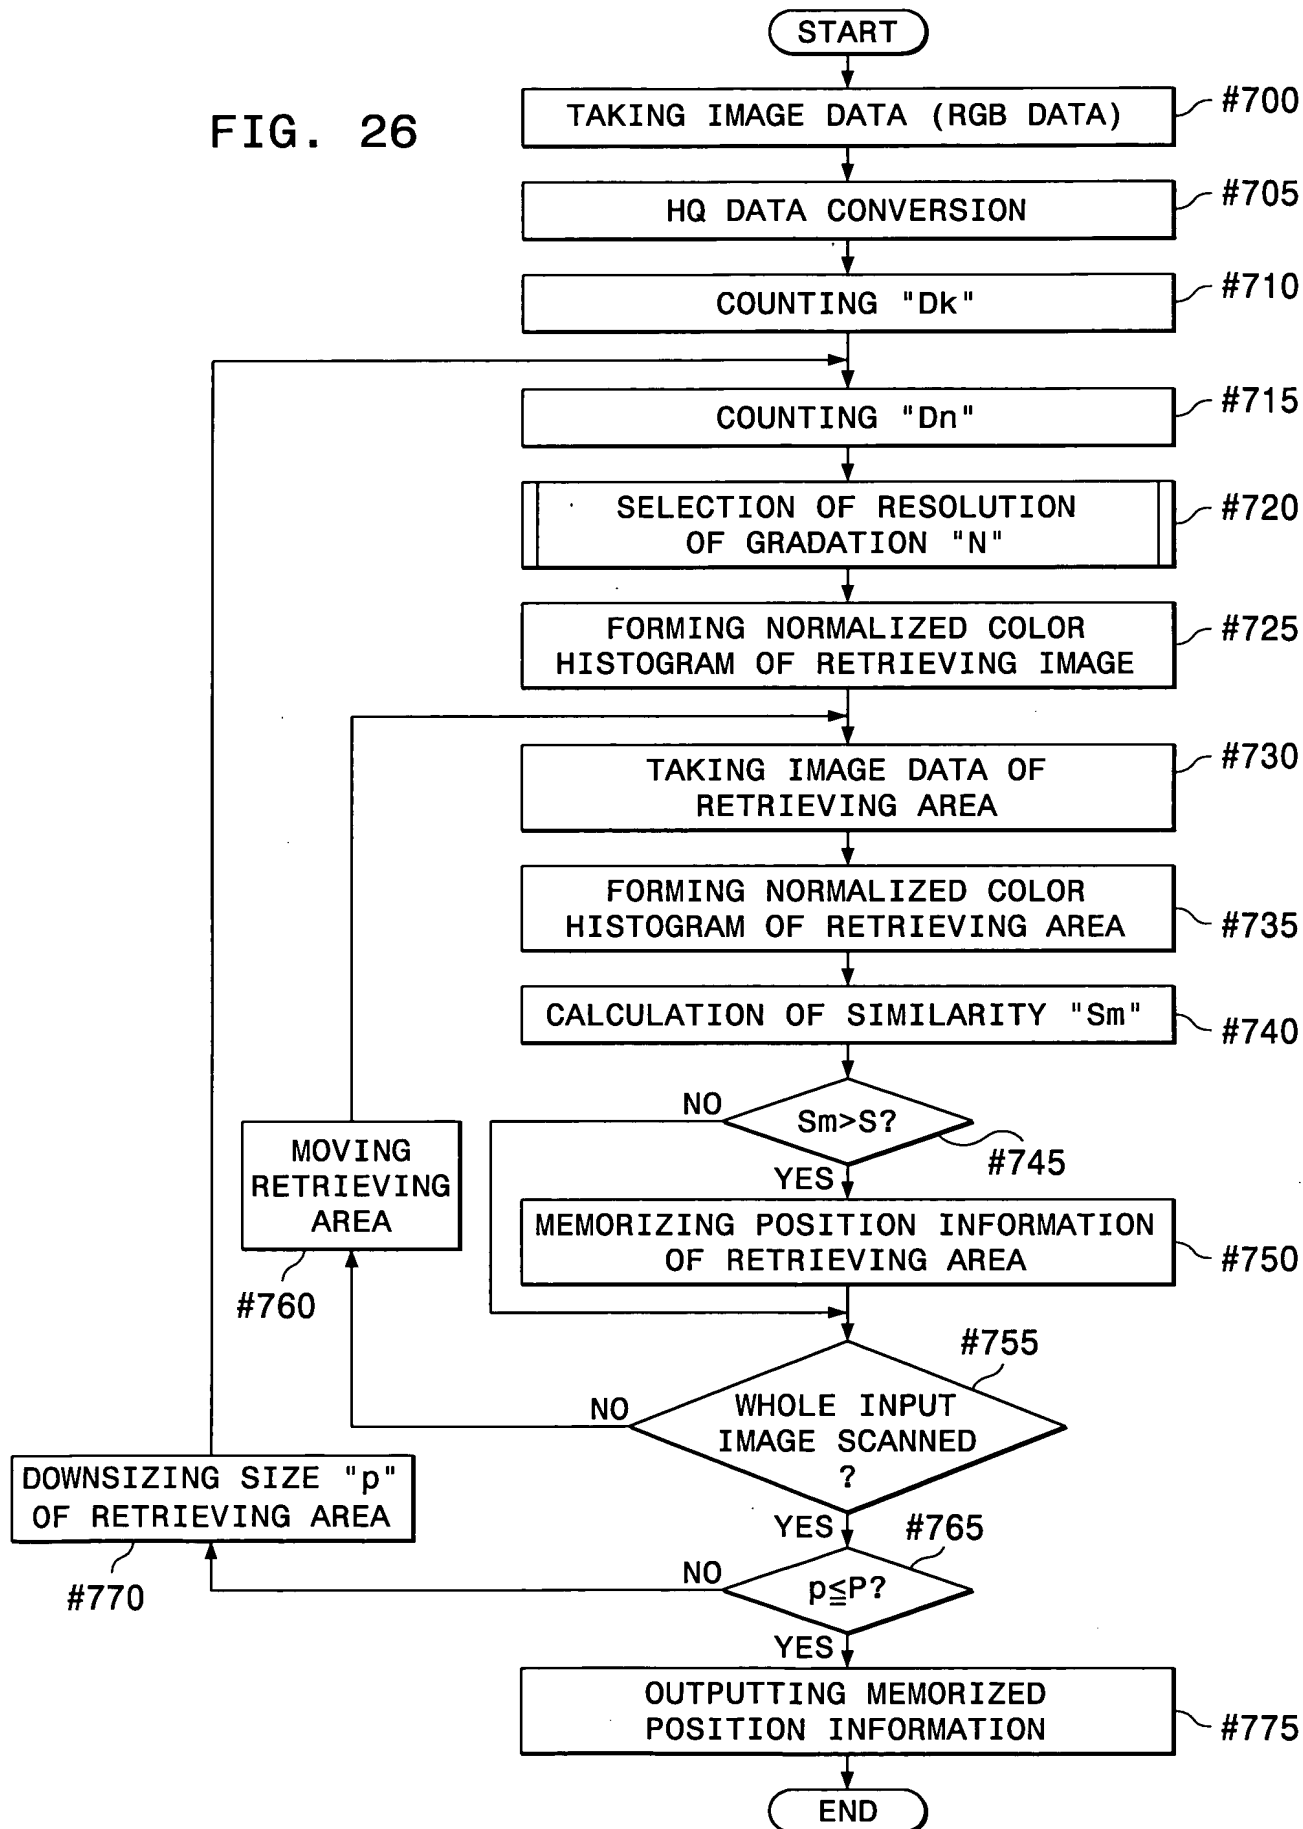 START
FIG. 26
TAKING IMAGE DATA (RGB DATA)
#700
HQ DATA CONVERSION
#705
COUNTING "Dk"
#710
COUNTING "Dn"
#715
SELECTION OF RESOLUTION
OF GRADATION "N"
#720
FORMING NORMALIZED COLOR
HISTOGRAM OF RETRIEVING IMAGE
#725
TAKING IMAGE DATA OF
RETRIEVING AREA
#730
FORMING NORMALIZED COLOR
HISTOGRAM OF RETRIEVING AREA
#735
CALCULATION OF SIMILARITY "Sm"
#740
NO
Sm>S?
#745
YES
MOVING
RETRIEVING
AREA
#760
MEMORIZING POSITION INFORMATION
OF RETRIEVING AREA
#750
#755
NO
WHOLE INPUT
IMAGE SCANNED
?
YES
DOWNSIZING SIZE "p"
OF RETRIEVING AREA
#770
#765
NO
p≦P?
YES
OUTPUTTING MEMORIZED
POSITION INFORMATION
#775
END